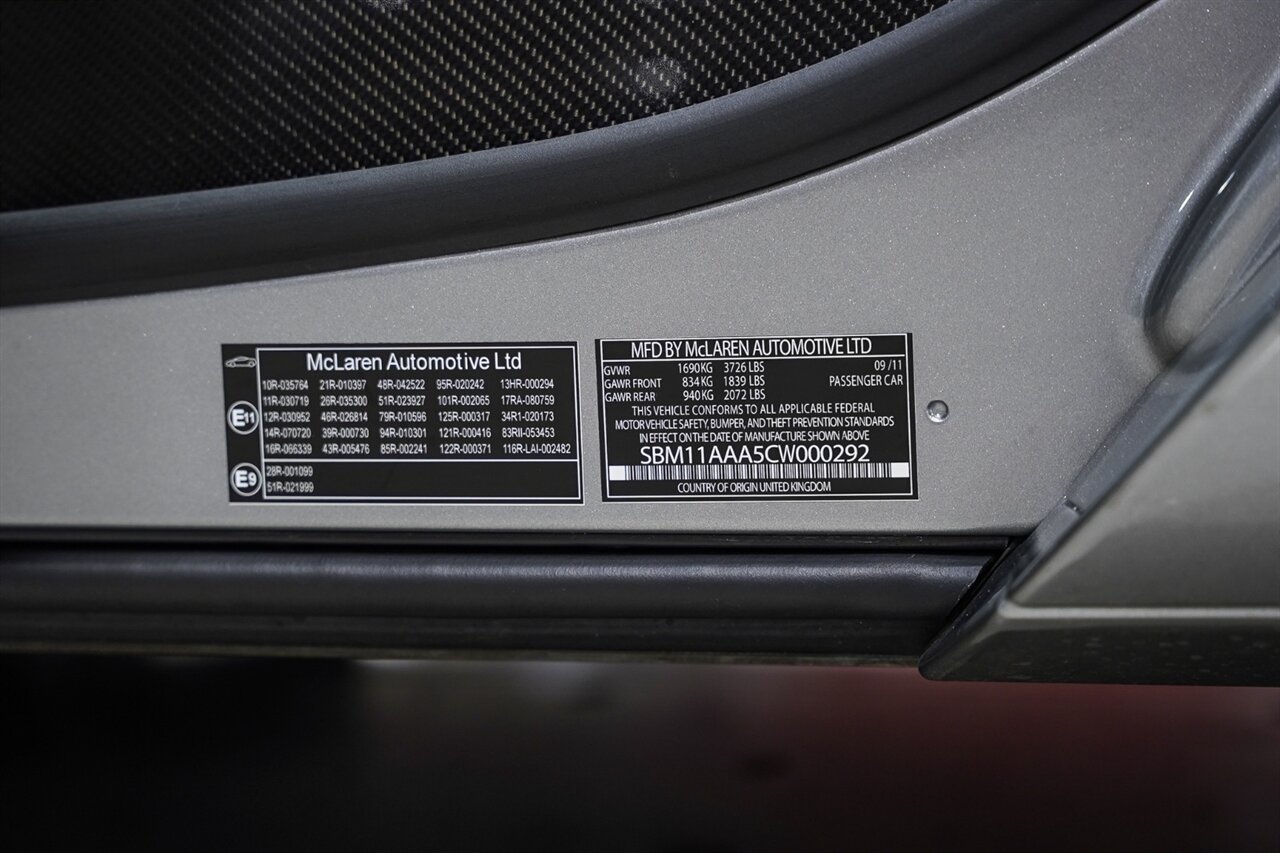 McLaren Automotive Ltd
10R-035764 21R-010397 48R-042522 95R-020242 13HR-000294
11R-030719 26R-035300 51R-023927 101R-002065 17RA-080759
12R-030952 46R-026814 79R-010596 125R-000317 34R1-020173
14R-070720 39R-000730 94R-010301 121R-000416 83RII-053453
16R-066339 43R-005476 85R-002241 122R-000371 116R-LAI-002482
E11
28R-001099
51R-021999
E9
MFD BY McLAREN AUTOMOTIVE LTD
GVWR 1690KG 3726 LBS 09/11
GAWR FRONT 834 KG 1839 LBS PASSENGER CAR
GAWR REAR 940 KG 2072 LBS
THIS VEHICLE CONFORMS TO ALL APPLICABLE FEDERAL
MOTOR VEHICLE SAFETY, BUMPER, AND THEFT PREVENTION STANDARDS
IN EFFECT ON THE DATE OF MANUFACTURE SHOWN ABOVE
SBM11AAA5CW000292
COUNTRY OF ORIGIN UNITED KINGDOM